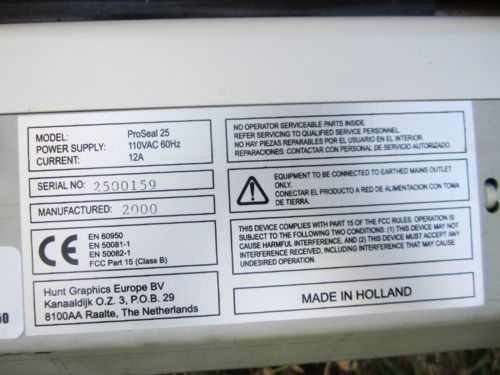 MODEL: ProSeal 25
POWER SUPPLY: 110VAC 60Hz
CURRENT: 12A
SERIAL NO: 2500159
MANUFACTURED: 2000
CE
EN 60950
EN 50081-1
EN 50082-1
FCC Part 15 (Class B)
Hunt Graphics Europe BV
Kanaaldijk O.Z. 3, P.O.B. 29
8100AA Raalte, The Netherlands
NO OPERATOR SERVICEABLE PARTS INSIDE.
REFER SERVICING TO QUALIFIED SERVICE PERSONNEL.
NO HAY PIEZAS REPARABLES POR EL USUARIO EN EL INTERIOR.
REPARACIONES: CONTACTAR CON PERSONAL DE SERVICIO AUTORIZADO.
EQUIPMENT TO BE CONNECTED TO EARTHED MAINS OUTLET
ONLY.
CONECTAR EL PRODUCTO A RED DE ALIMENTACION CON TOMA
DE TIERRA.
THIS DEVICE COMPLIES WITH PART 15 OF THE FCC RULES. OPERATION IS
SUBJECT TO THE FOLLOWING TWO CONDITIONS: (1) THIS DEVICE MAY NOT
CAUSE HARMFUL INTERFERENCE, AND (2) THIS DEVICE MUST ACCEPT ANY
INTERFERENCE RECEIVED, INCLUDING INTERFERENCE THAT MAY CAUSE
UNDESIRED OPERATION.
MADE IN HOLLAND